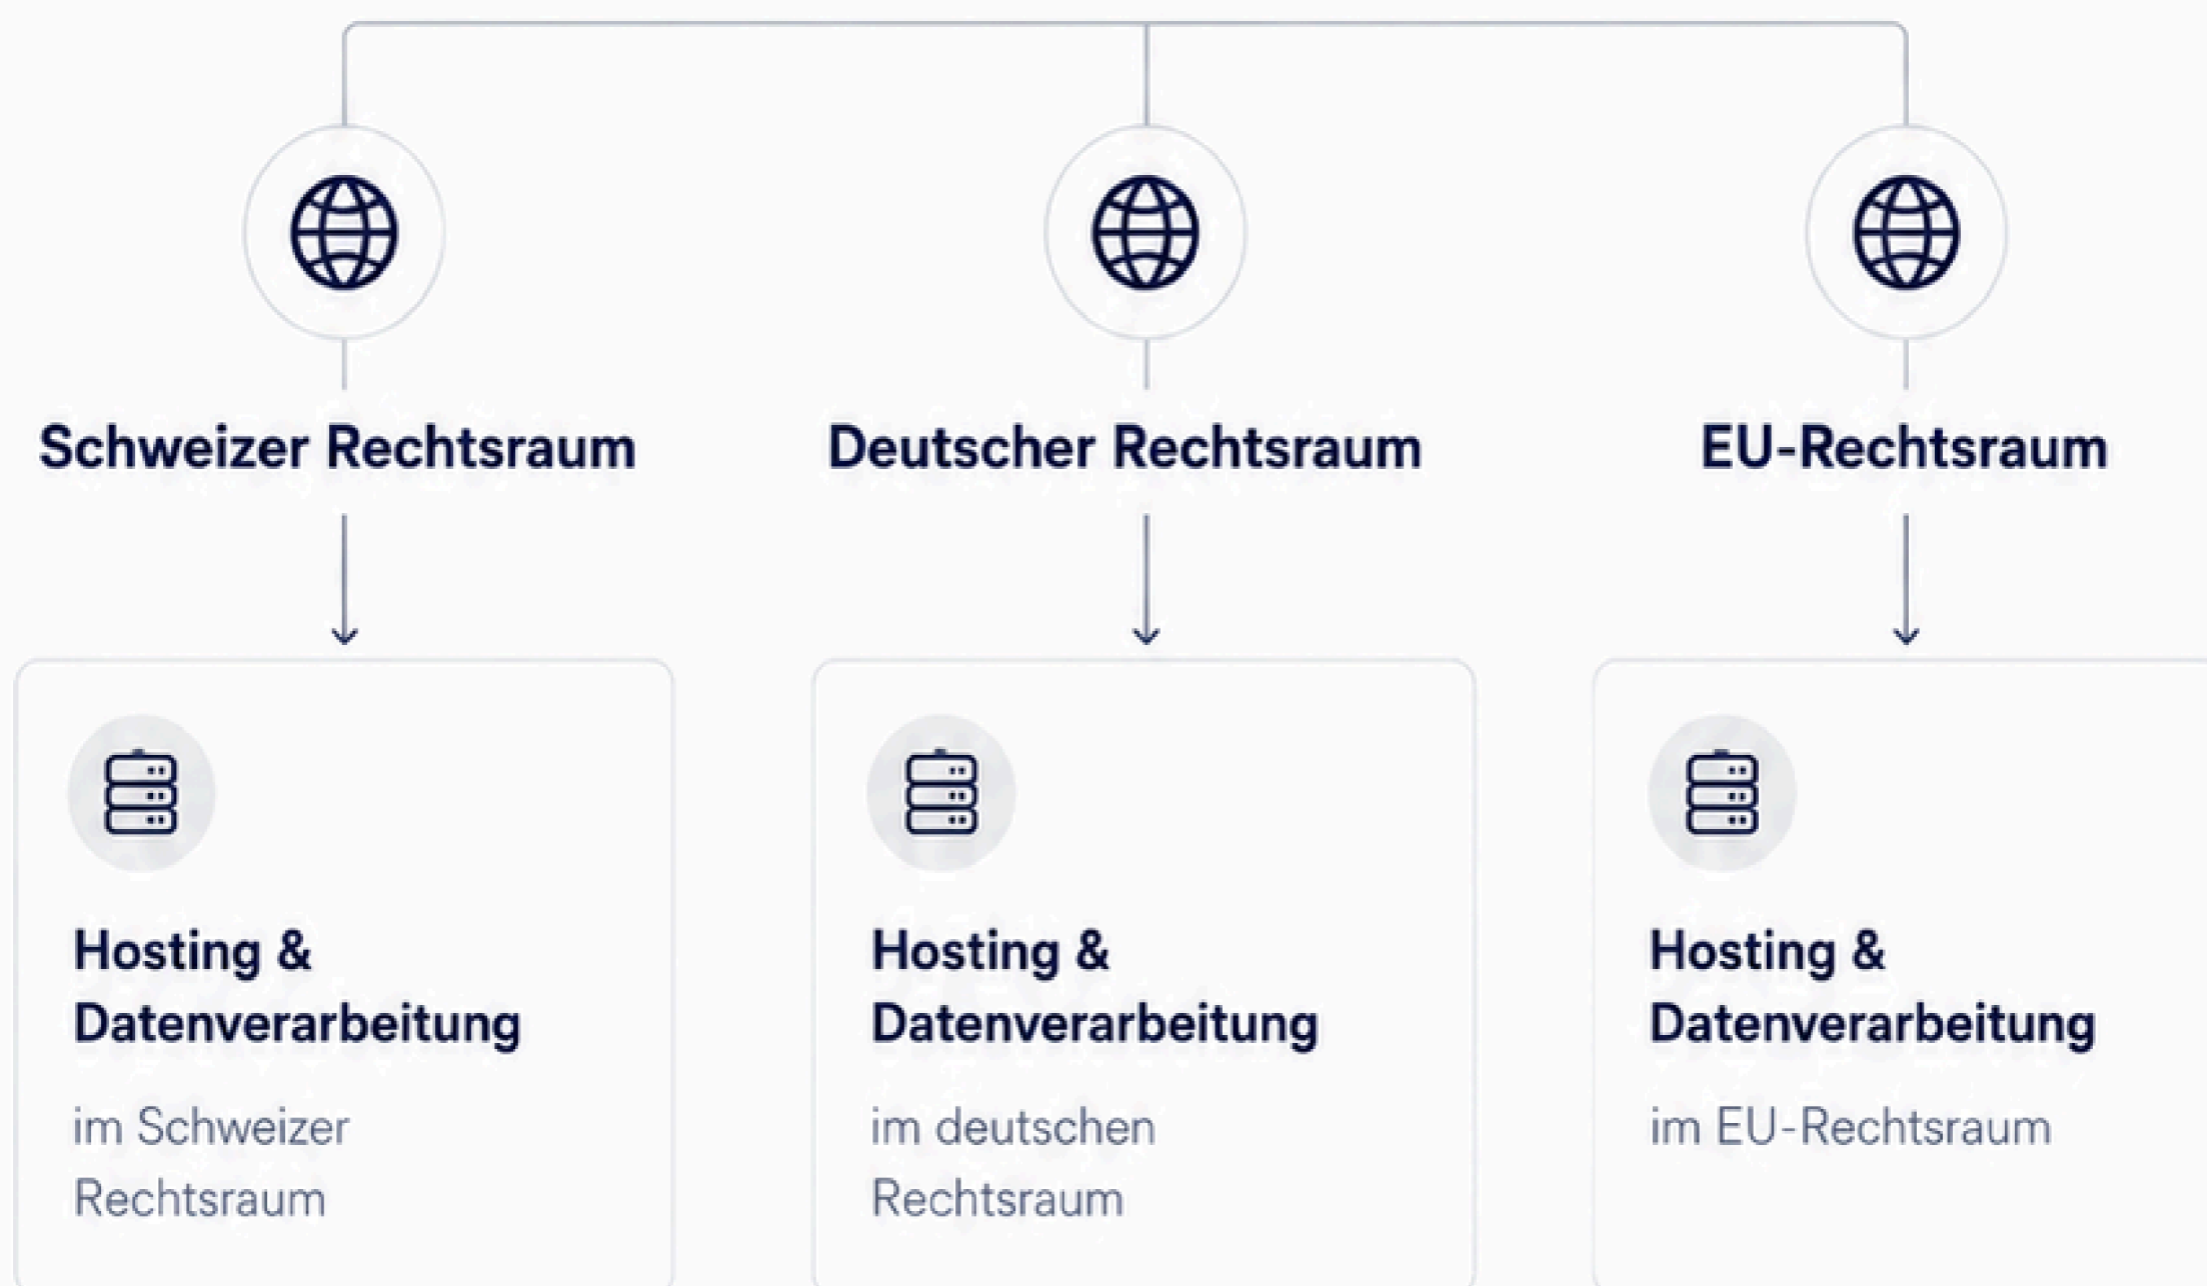 Schweizer Rechtsraum
Deutscher Rechtsraum
EU-Rechtsraum
Hosting &
Datenverarbeitung
im Schweizer
Rechtsraum
Hosting &
Datenverarbeitung
im deutschen
Rechtsraum
Hosting &
Datenverarbeitung
im EU-Rechtsraum